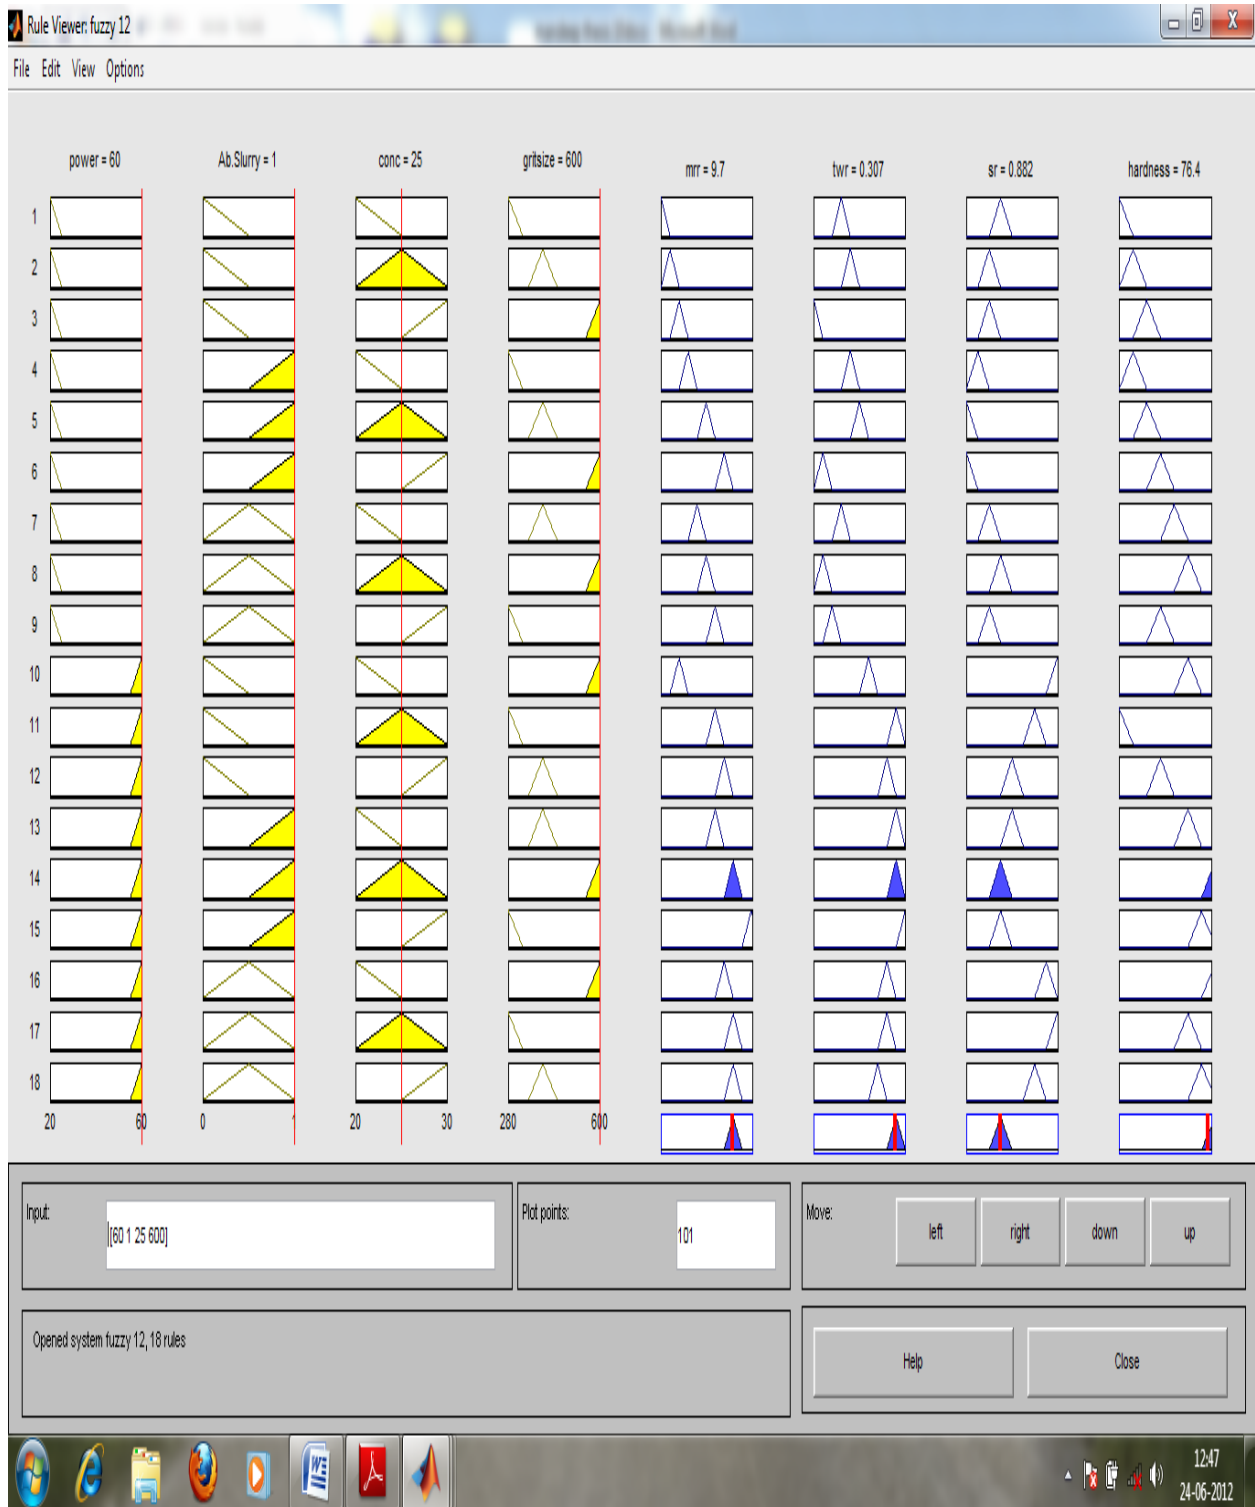 Rule Viewer: fuzzy 12
File Edit View Options
power = 60 Ab.Slurry = 1 conc = 25 gritsize = 600 mrr = 9.7 twr = 0.307 sr = 0.882 hardness = 76.4
1
2
3
4
5
6
7
8
9
10
11
12
13
14
15
16
17
18
20 60 0 1 20 30 280 600
Input: [60 1 25 600] Plot points: 101 Move: left right down up
Opened system fuzzy 12, 18 rules
Help Close
12:47
24-06-2012